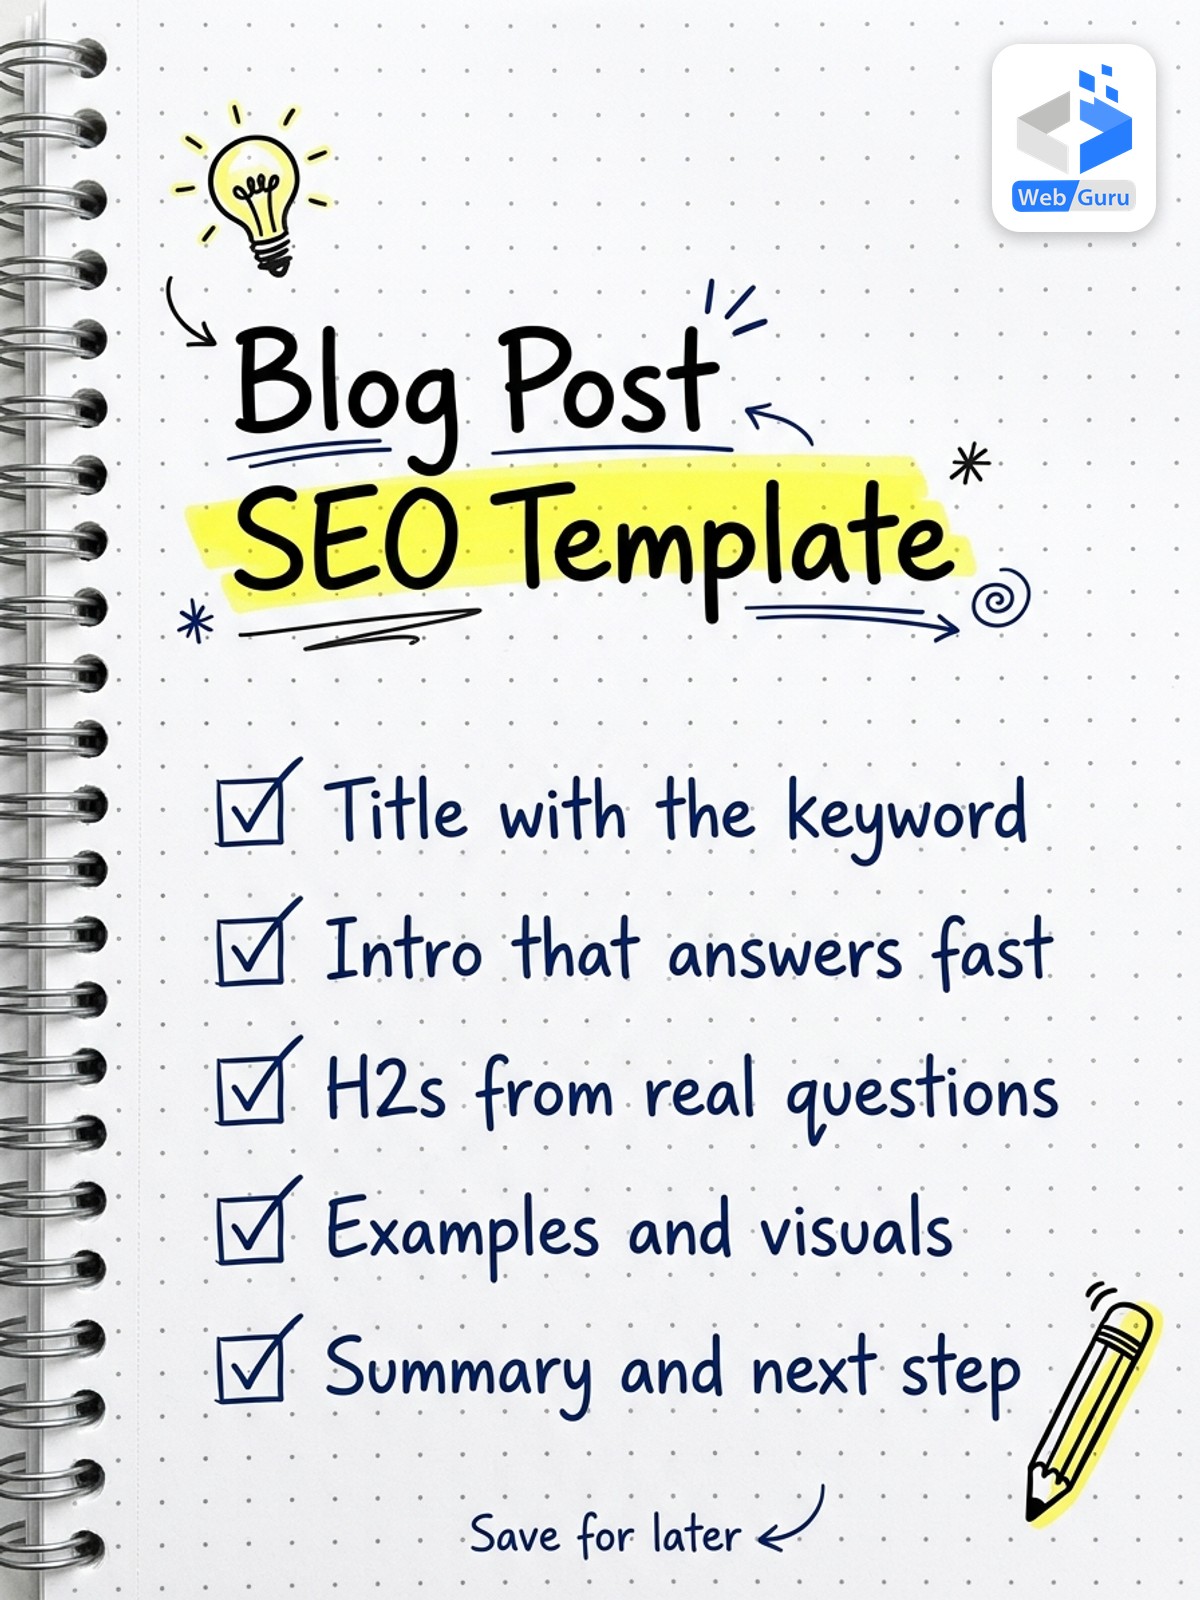 Web Guru
Blog Post
SEO Template
Title with the keyword
Intro that answers fast
H2s from real questions
Examples and visuals
Summary and next step
Save for later